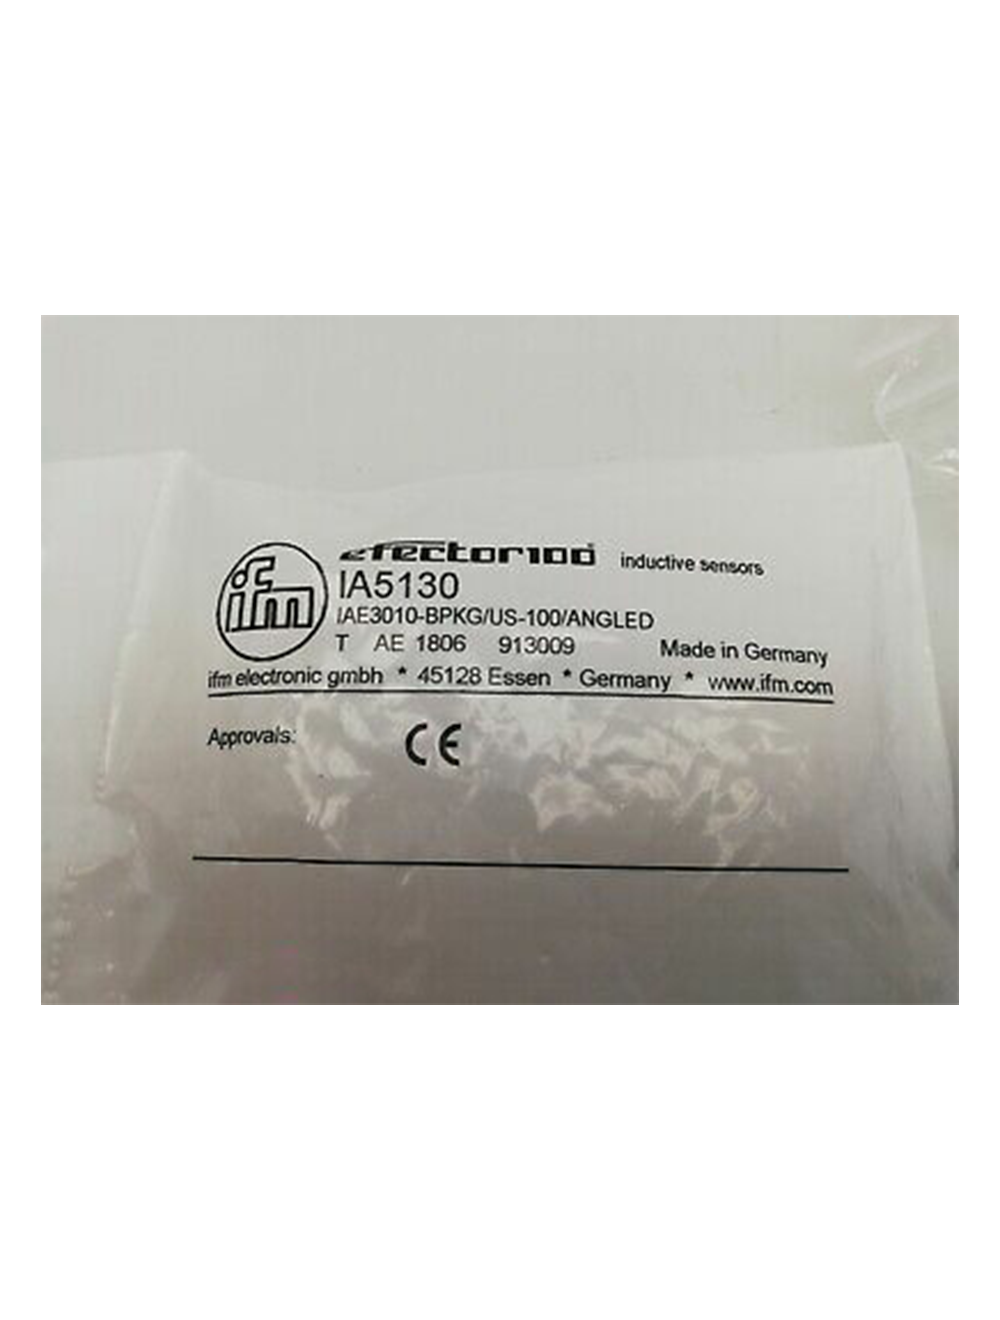 ifm
efector100
inductive sensors
IA5130
IAE3010-BPKG/US-100/ANGLED
T AE 1806 913009
Made in Germany
ifm electronic gmbh * 45128 Essen * Germany * www.ifm.com
Approvals:
CE